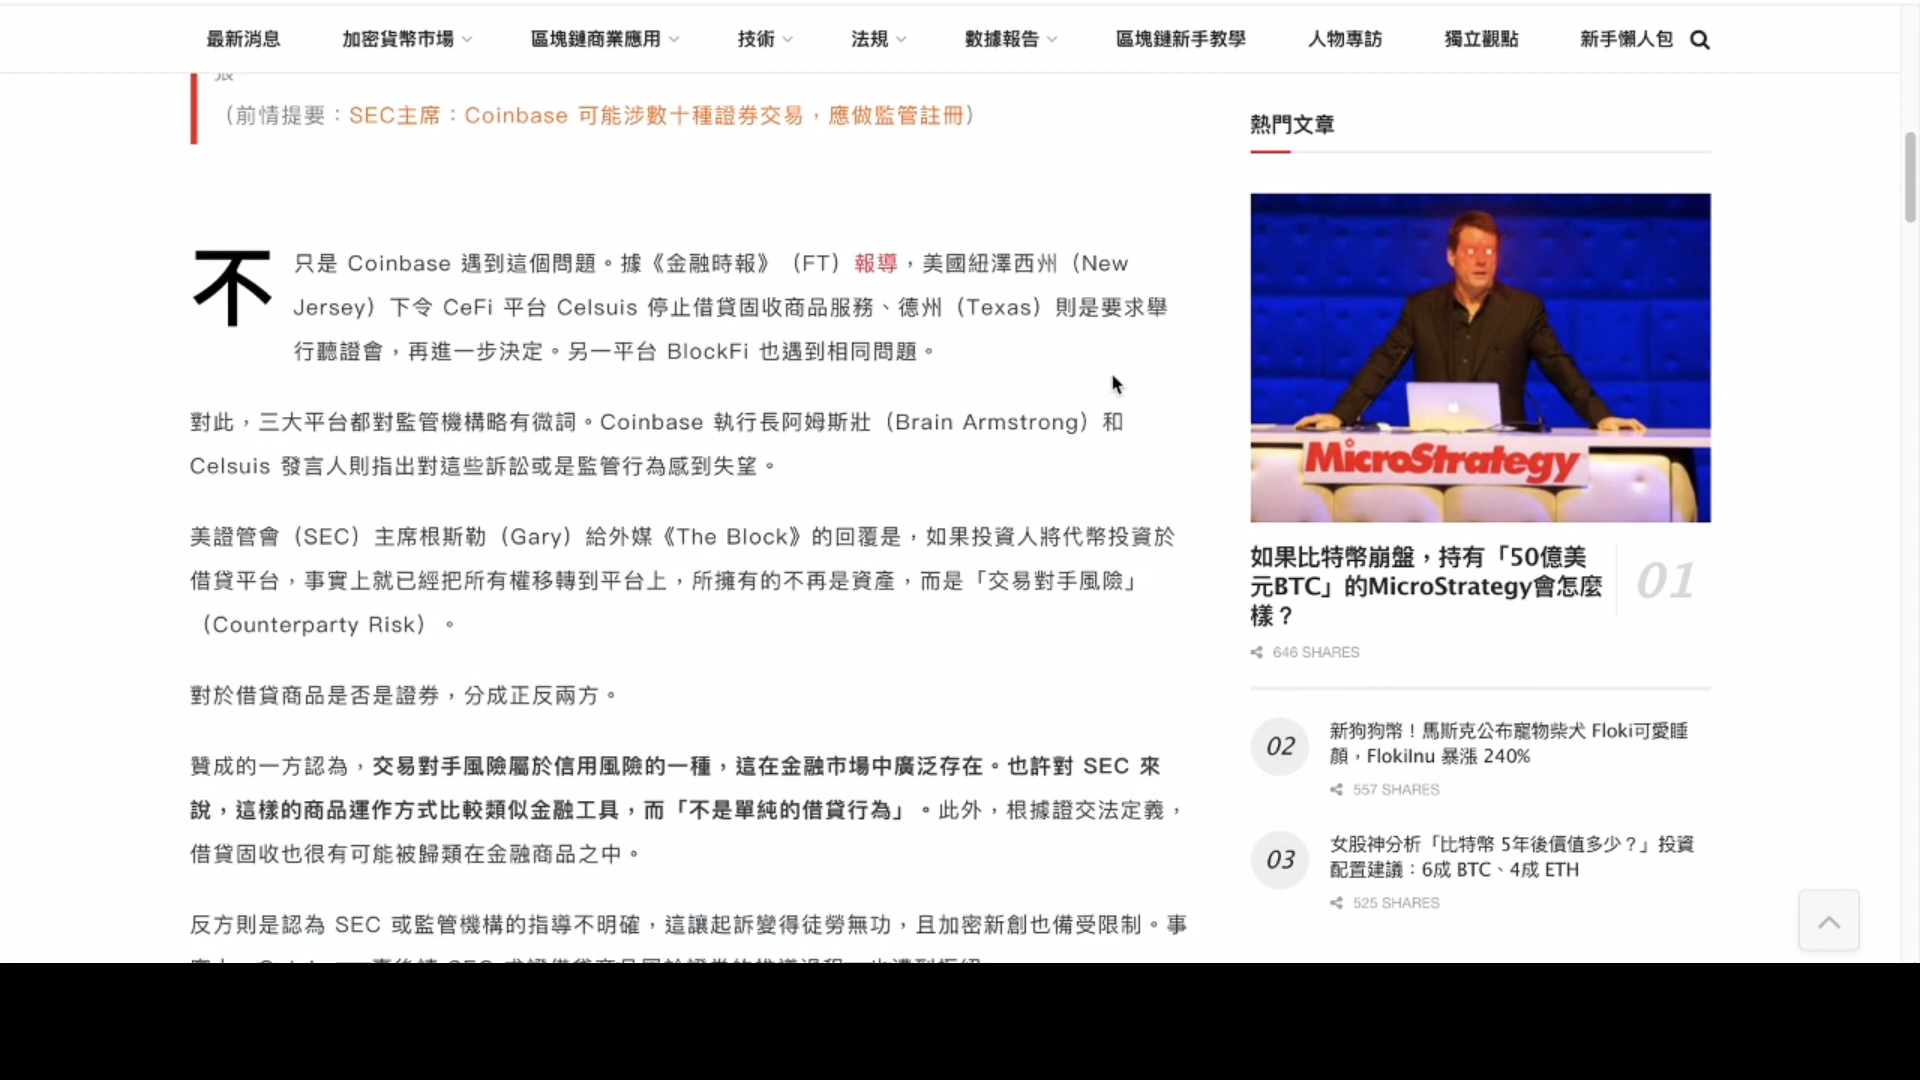 最新消息 加密貨幣市場 區塊鏈商業應用 技術 法規 數據報告 區塊鏈新手教學 人物專訪 獨立觀點 新手懶人包
（前情提要：SEC主席：Coinbase 可能涉數十種證券交易，應做監管註冊）
不只是 Coinbase 遇到這個問題。據《金融時報》（FT）報導，美國紐澤西州（New
Jersey）下令 CeFi 平台 Celsuis 停止借貸固收商品服務、德州（Texas）則是要求舉
行聽證會，再進一步決定。另一平台 BlockFi 也遇到相同問題。
對此，三大平台都對監管機構略有微詞。Coinbase 執行長阿姆斯壯（Brain Armstrong）和
Celsuis 發言人則指出對這些訴訟或是監管行為感到失望。
美證管會（SEC）主席根斯勒（Gary）給外媒《The Block》的回覆是，如果投資人將代幣投資於
借貸平台，事實上就已經把所有權移轉到平台上，所擁有的不再是資產，而是「交易對手風險」
（Counterparty Risk）。
對於借貸商品是否是證券，分成正反兩方。
贊成的一方認為，交易對手風險屬於信用風險的一種，這在金融市場中廣泛存在。也許對 SEC 來
說，這樣的商品運作方式比較類似金融工具，而「不是單純的借貸行為」。此外，根據證交法定義，
借貸固收也很有可能被歸類在金融商品之中。
反方則是認為 SEC 或監管機構的指導不明確，這讓起訴變得徒勞無功，且加密新創也備受限制。事
熱門文章
MicroStrategy
如果比特幣崩盤，持有「50億美
元BTC」的MicroStrategy會怎麼
樣？
01
646 SHARES
02
新狗狗幣！馬斯克公布寵物柴犬 Floki可愛睡
顏，FlokiInu 暴漲 240%
557 SHARES
03
女股神分析「比特幣 5年後價值多少？」投資
配置建議：6成 BTC、4成 ETH
525 SHARES